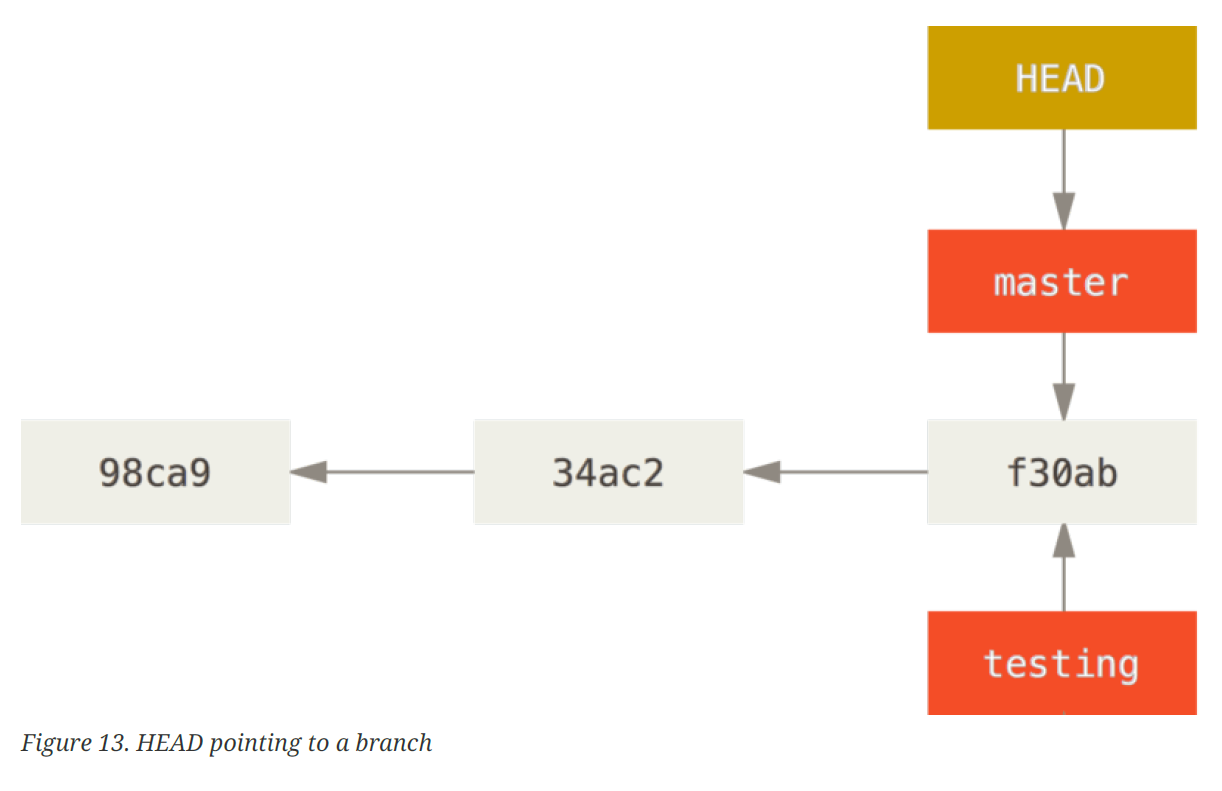 HEAD
master
98ca9
34ac2
f30ab
testing
Figure 13. HEAD pointing to a branch